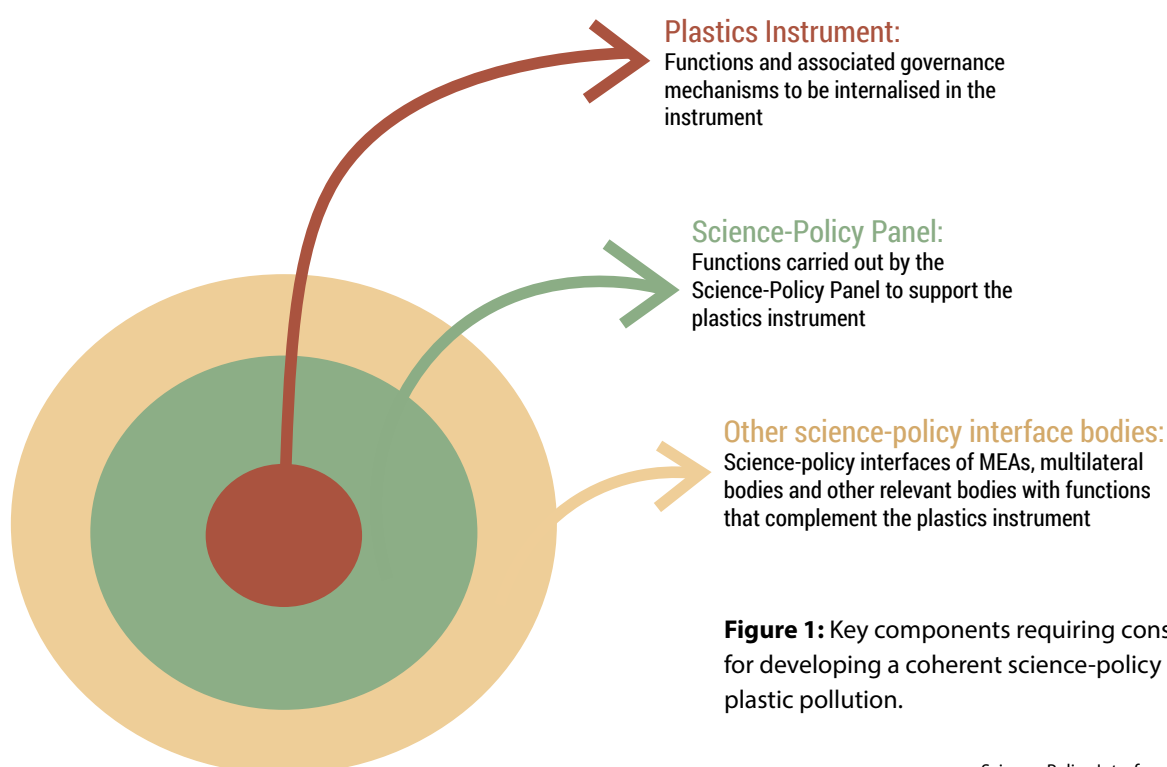 Plastics Instrument:
Functions and associated governance
mechanisms to be internalised in the
instrument
Science-Policy Panel:
Functions carried out by the
Science-Policy Panel to support the
plastics instrument
Other science-policy interface bodies:
Science-policy interfaces of MEAs, multilateral
bodies and other relevant bodies with functions
that complement the plastics instrument
Figure 1: Key components requiring
for developing a coherent science-policy
plastic pollution.